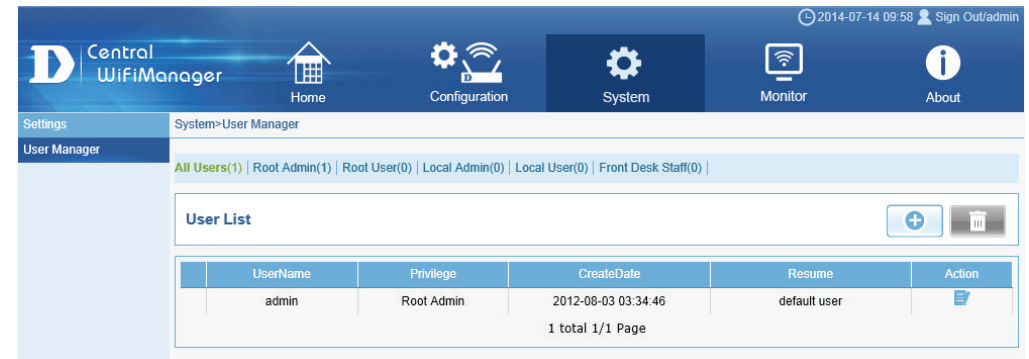 2014-07-14 09:58 Sign Out/admin
D Central WiFiManager
Home Configuration System Monitor About
Settings
System>User Manager
User Manager
All Users(1) | Root Admin(1) | Root User(0) | Local Admin(0) | Local User(0) | Front Desk Staff(0) |
User List
UserName Privilege CreateDate Resume Action
admin Root Admin 2012-08-03 03:34:46 default user
1 total 1/1 Page